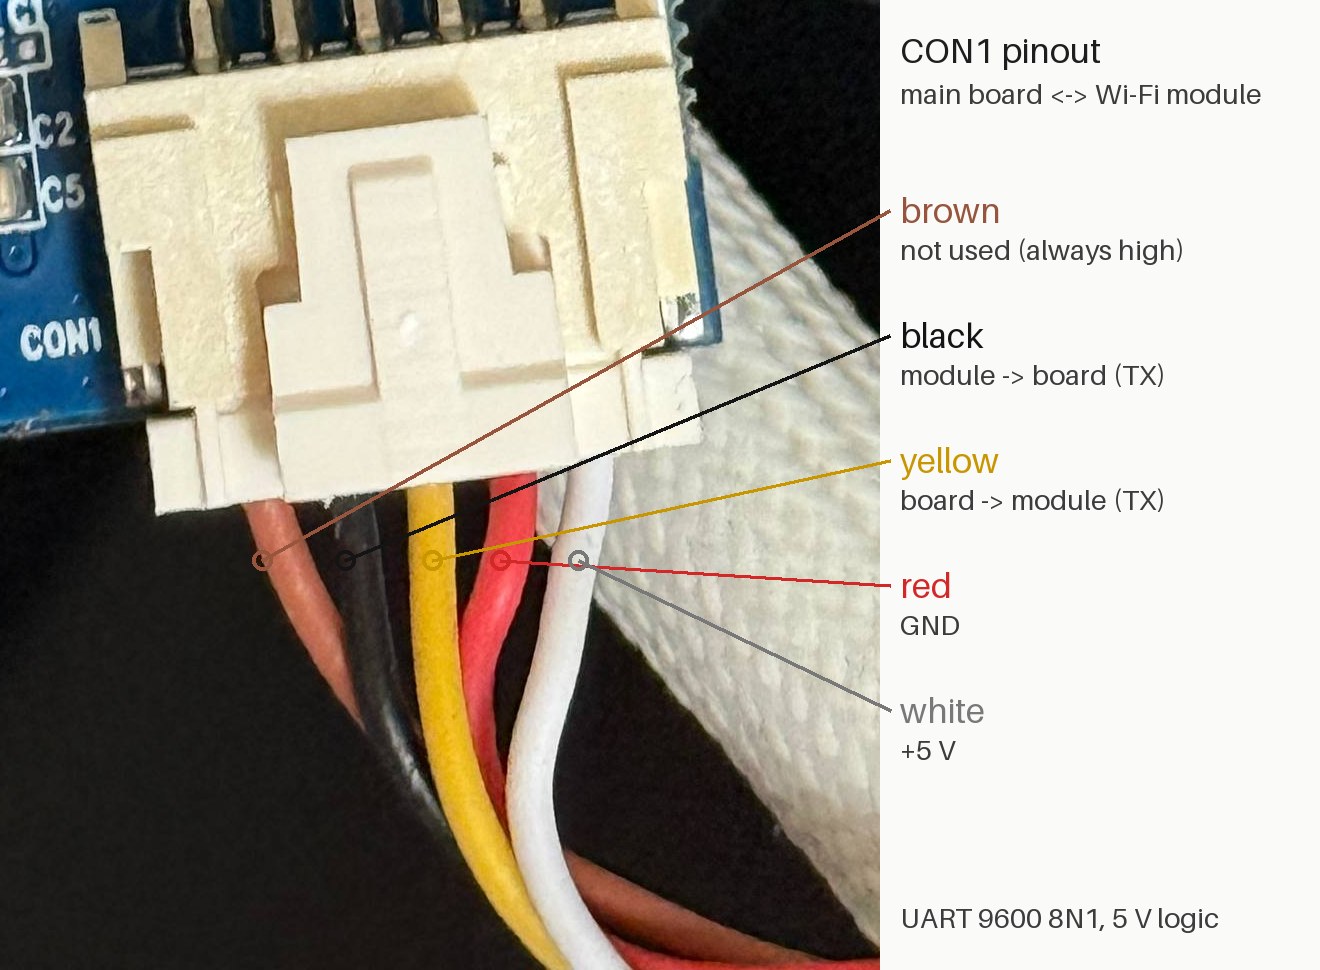 C2
C5
CON1
CON1 pinout
main board <-> Wi-Fi module
brown
not used (always high)
black
module -> board (TX)
yellow
board -> module (TX)
red
GND
white
+5 V
UART 9600 8N1, 5 V logic